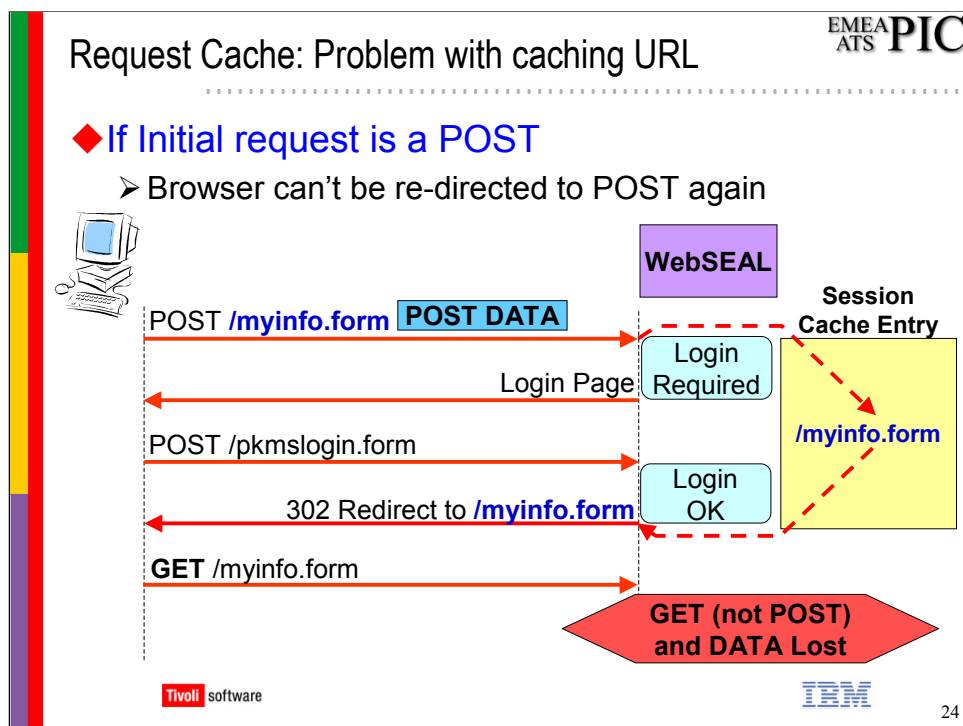 Request Cache: Problem with caching URL
EMEA
ATS PIC
If Initial request is a POST
Browser can't be re-directed to POST again
WebSEAL
Session
Cache Entry
POST /myinfo.form POST DATA
Login
Required
Login Page
/myinfo.form
POST /pkmslogin.form
Login
OK
302 Redirect to /myinfo.form
GET /myinfo.form
GET (not POST)
and DATA Lost
Tivoli software
IBM
24